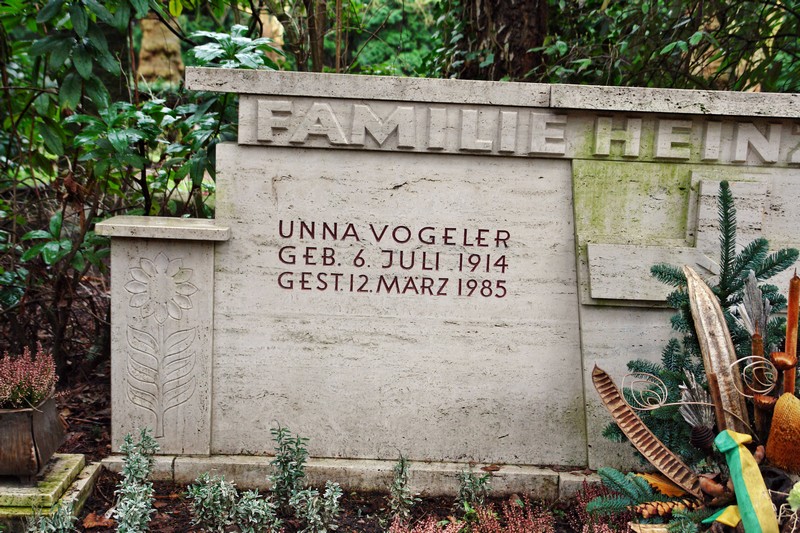 FAMILIE HEINZ
UNNA VOGELER
GEB. 6. JULI 1914
GEST. 12. MÄRZ 1985